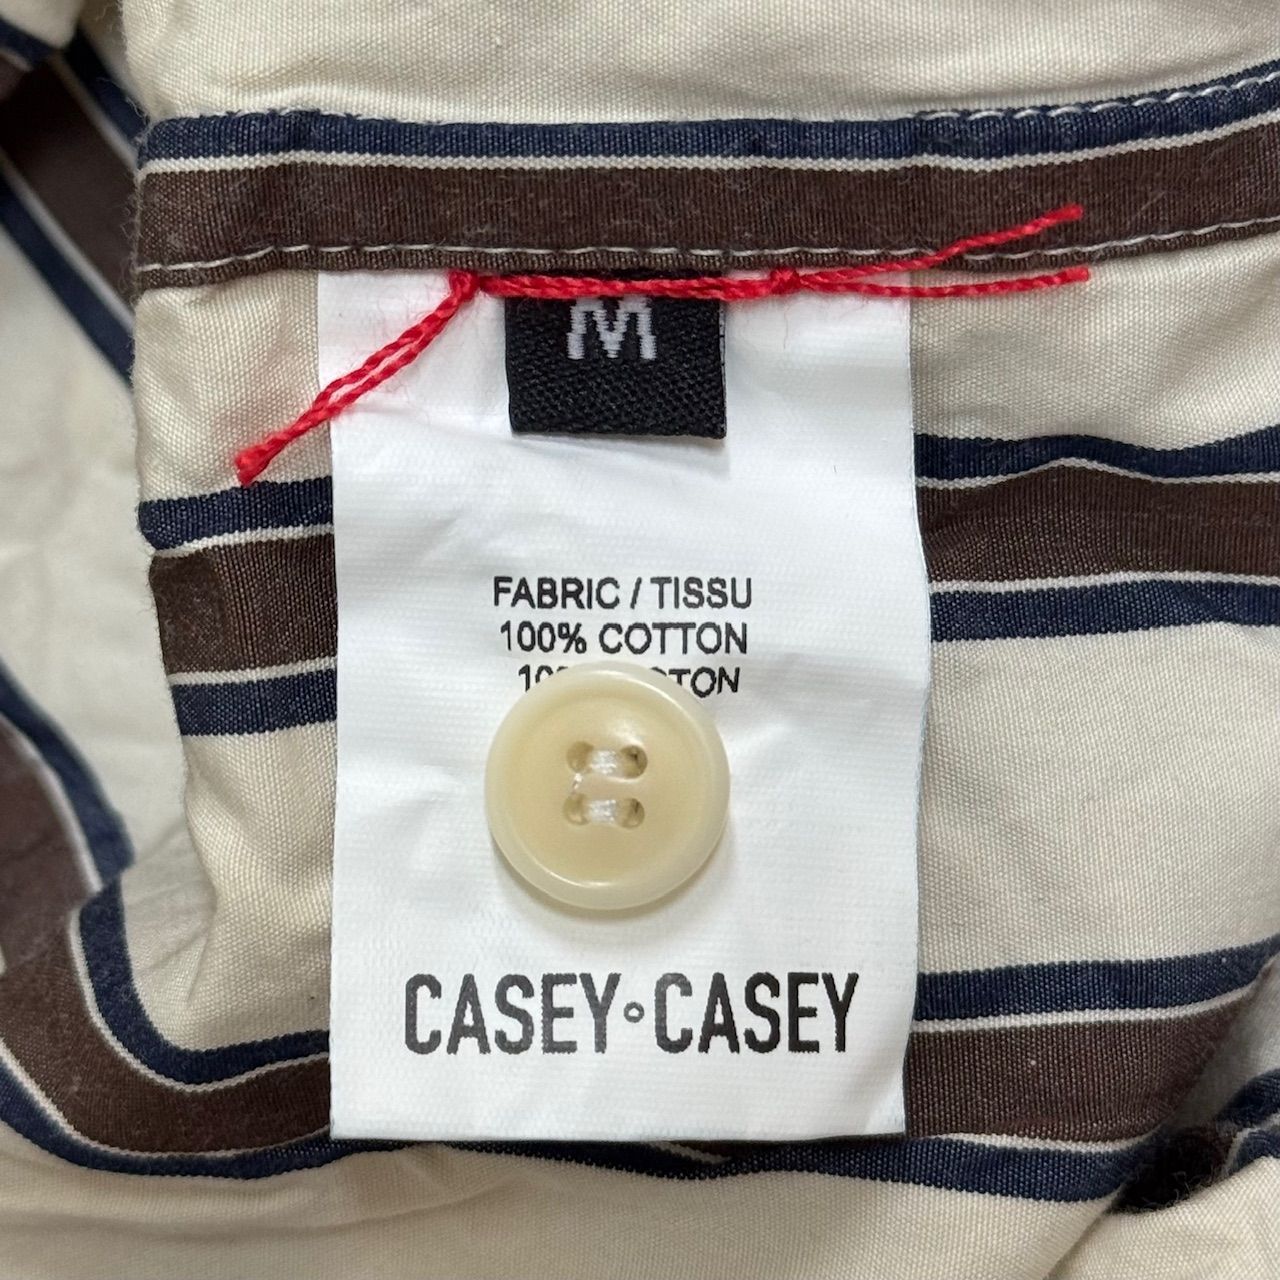 M
FABRIC / TISSU
100% COTTON
CASEY◦CASEY